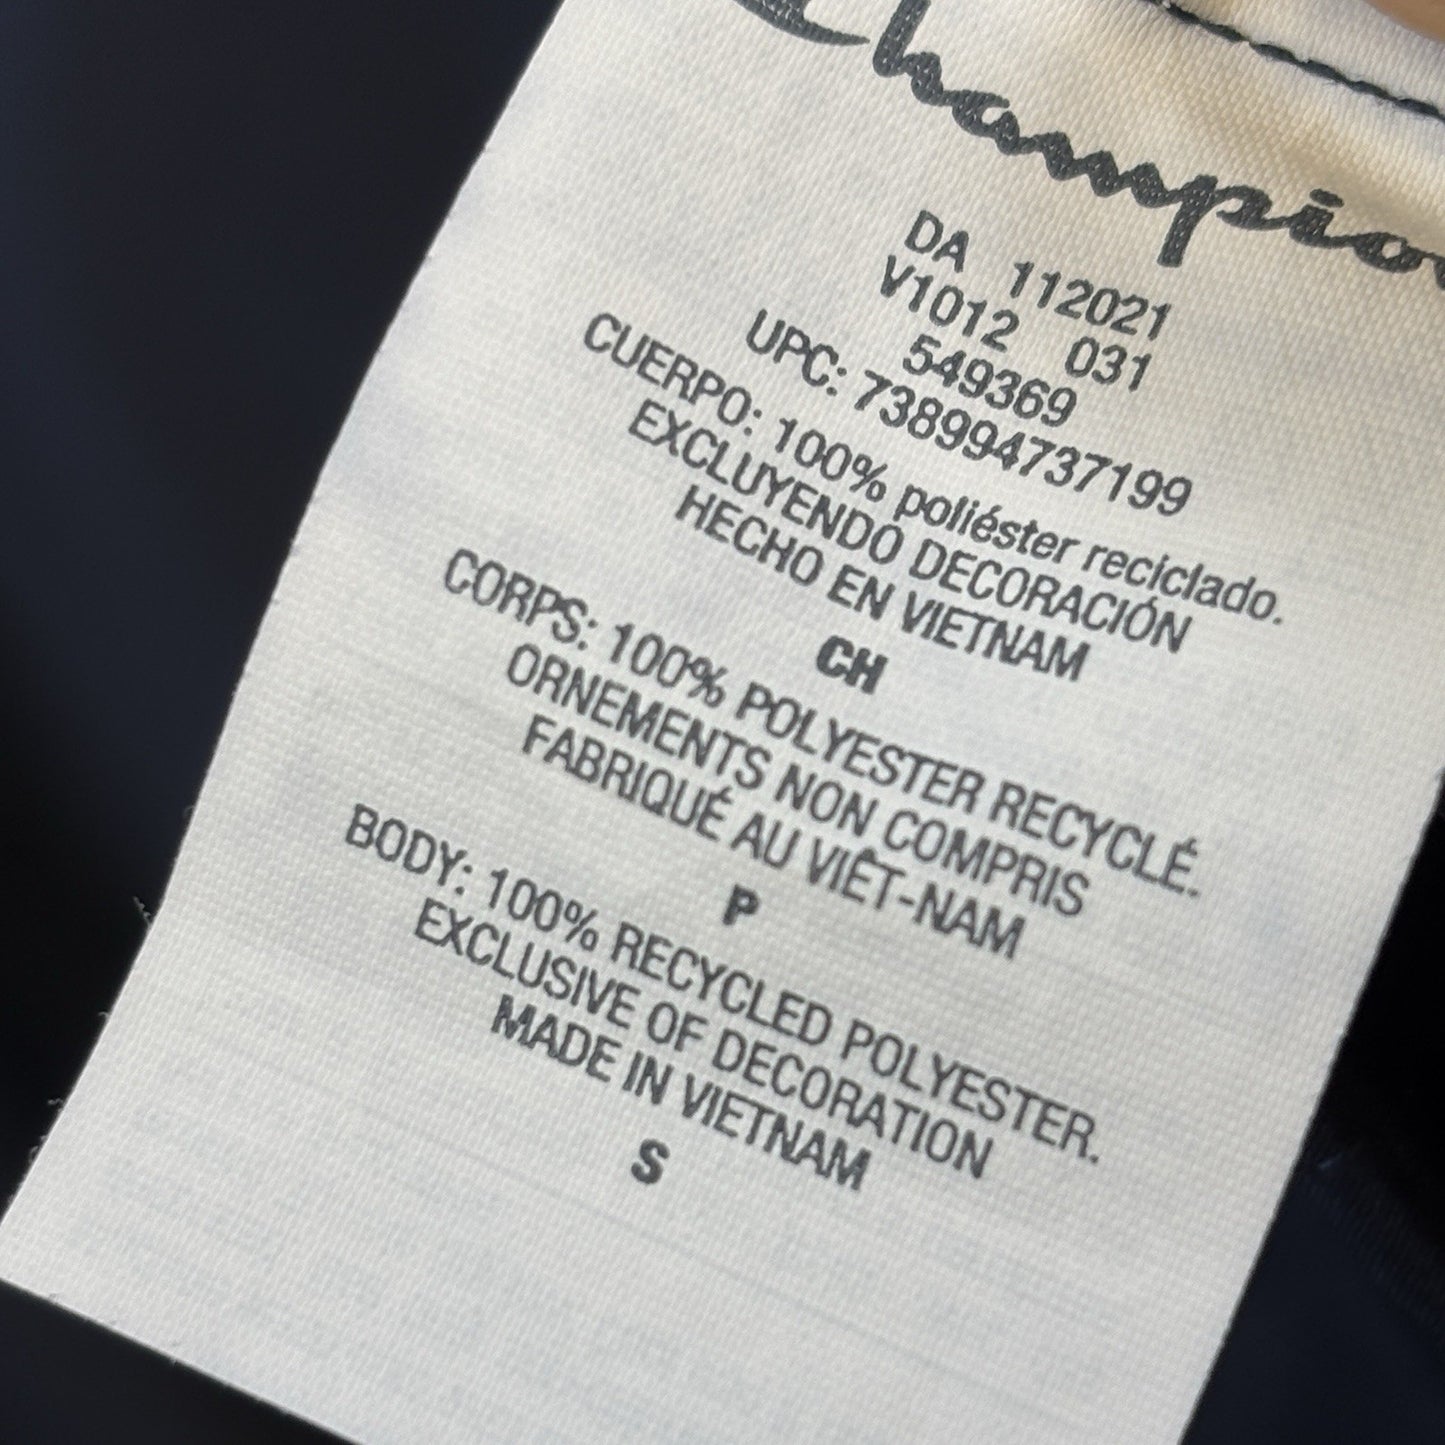 Champion
DA 112021
V1012 031
549369
UPC: 738994737199
CUERPO: 100% poliéster reciclado.
EXCLUYENDO DECORACIÓN
HECHO EN VIETNAM
CH
CORPS: 100% POLYESTER RECYCLÉ.
ORNEMENTS NON COMPRIS
FABRIQUÉ AU VIÊT-NAM
P
BODY: 100% RECYCLED POLYESTER.
EXCLUSIVE OF DECORATION
MADE IN VIETNAM
S